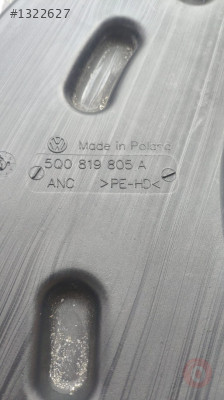 #1322627
Made in Poland
5Q0 819 805 A
ANC >PE-HD<